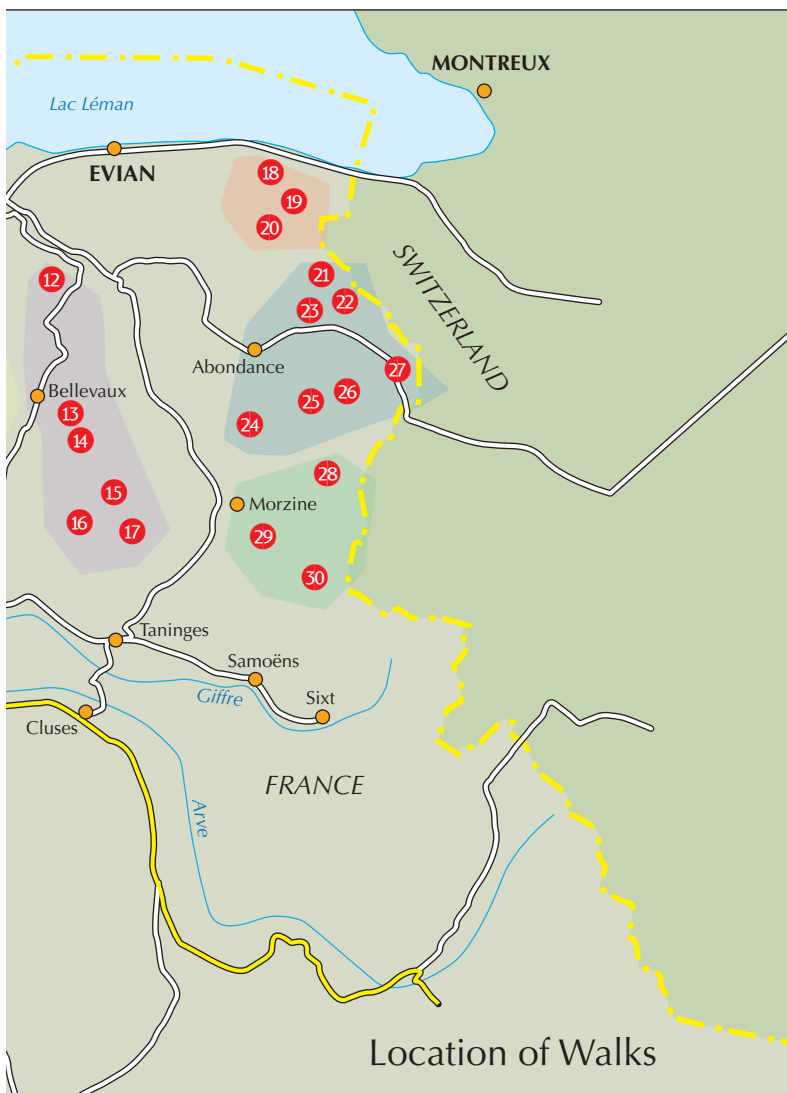 MONTREUX
Lac Léman
EVIAN
18
19
20
SWITZERLAND
21
12
22
23
Abondance
27
Bellevaux
26
25
13
24
14
28
15
Morzine
16
17
29
30
Taninges
Samoëns
Giffre
Sixt
Cluses
FRANCE
Arve
Location of Walks